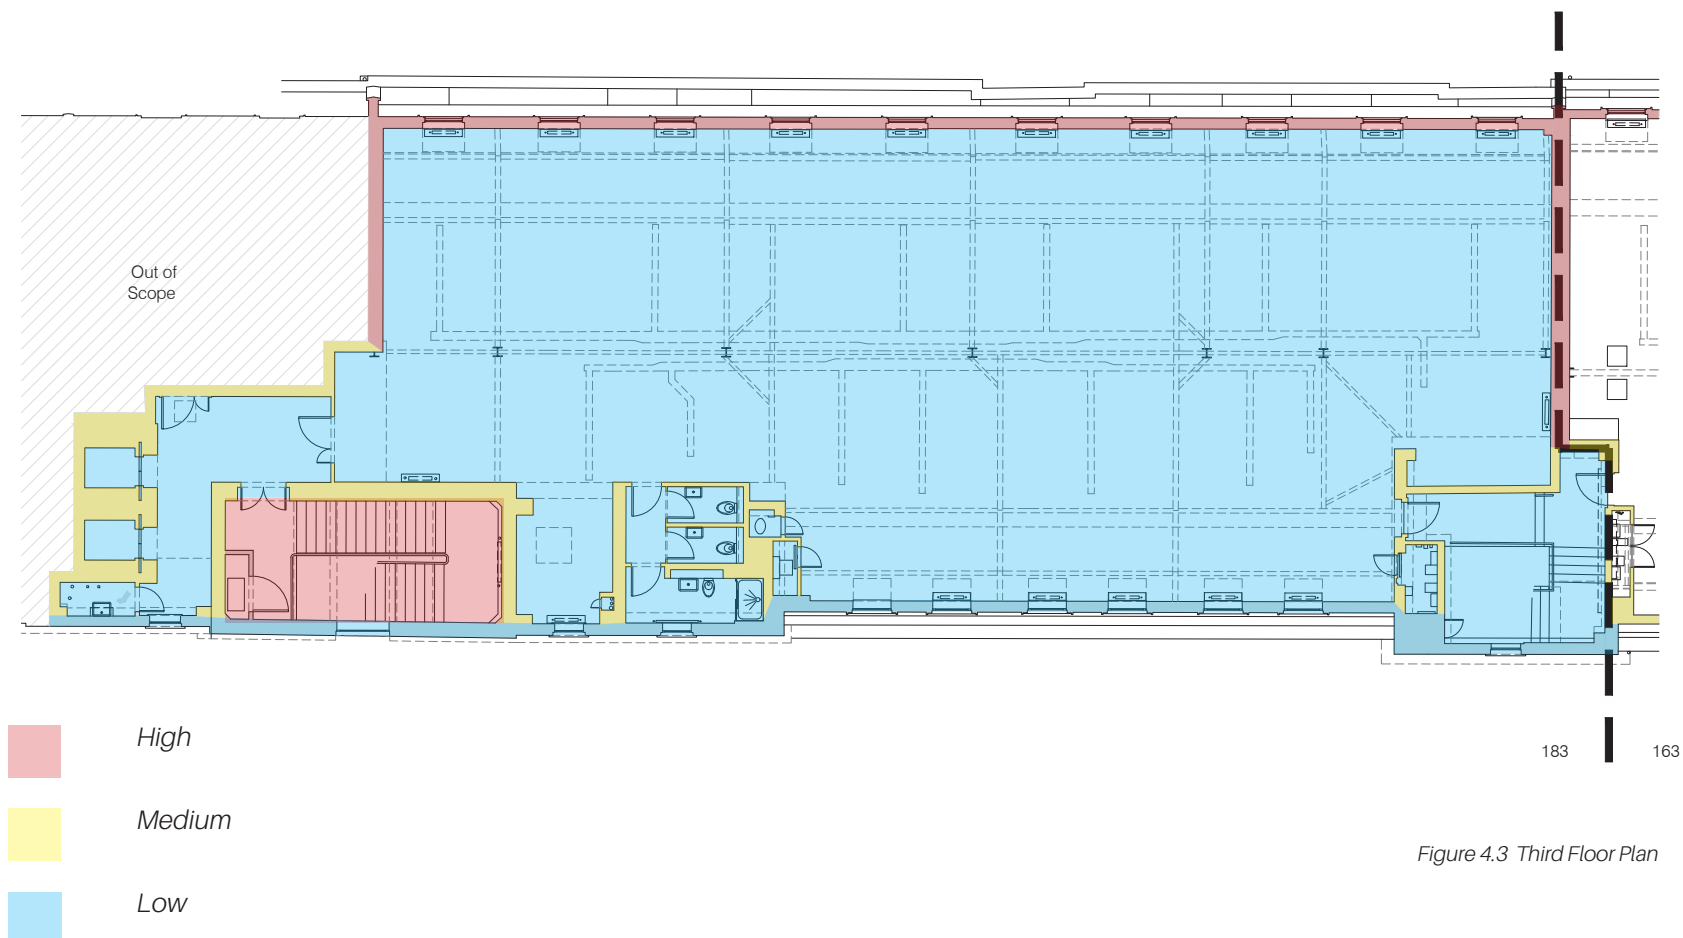 Out of
Scope
183
163
High
Medium
Low
Figure 4.3 Third Floor Plan